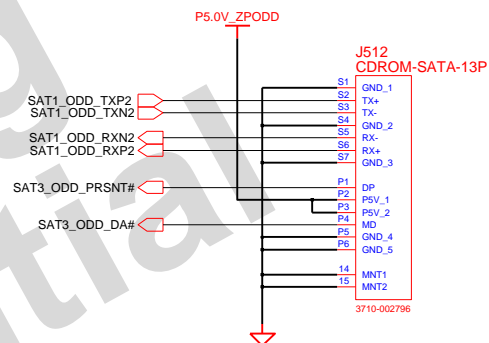 P5.0V_ZPODD
J512
CDROM-SATA-13P
S1 GND_1
SAT1_ODD_TXP2 S2 TX+
SAT1_ODD_TXN2 S3 TX-
S4 GND_2
SAT1_ODD_RXN2 S5 RX-
SAT1_ODD_RXP2 S6 RX+
S7 GND_3
SAT3_ODD_PRSNT# P1 DP
P2 P5V_1
P3 P5V_2
SAT3_ODD_DA# P4 MD
P5 GND_4
P6 GND_5
14 MNT1
15 MNT2
3710-002796